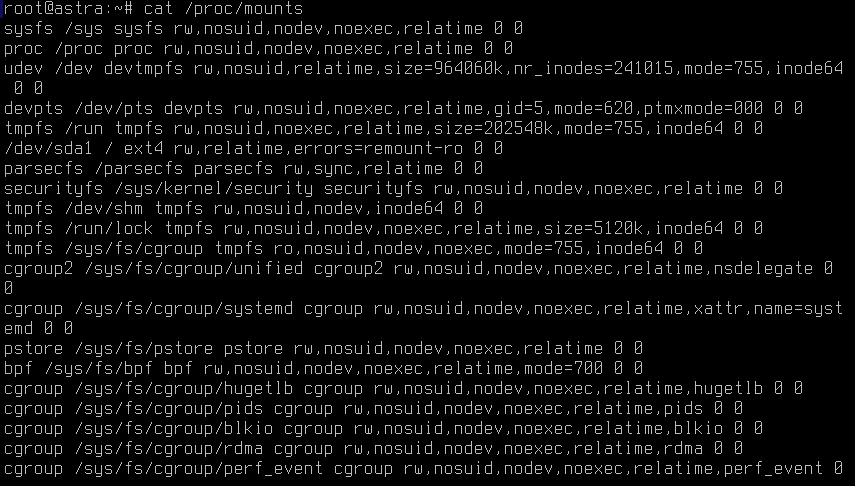 root@astra:~# cat /proc/mounts
sysfs /sys sysfs rw,nosuid,nodev,noexec,relatime 0 0
proc /proc proc rw,nosuid,nodev,noexec,relatime 0 0
udev /dev devtmpfs rw,nosuid,relatime,size=964060k,nr_inodes=241015,mode=755,inode64
 0 0
devpts /dev/pts devpts rw,nosuid,noexec,relatime,gid=5,mode=620,ptmxmode=000 0 0
tmpfs /run tmpfs rw,nosuid,nodev,noexec,relatime,size=202548k,mode=755,inode64 0 0
/dev/sda1 / ext4 rw,relatime,errors=remount-ro 0 0
parsecfs /parsecfs parsecfs rw,sync,relatime 0 0
securityfs /sys/kernel/security securityfs rw,nosuid,nodev,noexec,relatime 0 0
tmpfs /dev/shm tmpfs rw,nosuid,nodev,inode64 0 0
tmpfs /run/lock tmpfs rw,nosuid,nodev,noexec,relatime,size=5120k,inode64 0 0
tmpfs /sys/fs/cgroup tmpfs ro,nosuid,nodev,noexec,mode=755,inode64 0 0
cgroup2 /sys/fs/cgroup/unified cgroup2 rw,nosuid,nodev,noexec,relatime,nsdelegate 0
0
cgroup /sys/fs/cgroup/systemd cgroup rw,nosuid,nodev,noexec,relatime,xattr,name=syst
emd 0 0
pstore /sys/fs/pstore pstore rw,nosuid,nodev,noexec,relatime 0 0
bpf /sys/fs/bpf bpf rw,nosuid,nodev,noexec,relatime,mode=700 0 0
cgroup /sys/fs/cgroup/hugetlb cgroup rw,nosuid,nodev,noexec,relatime,hugetlb 0 0
cgroup /sys/fs/cgroup/pids cgroup rw,nosuid,nodev,noexec,relatime,pids 0 0
cgroup /sys/fs/cgroup/blkio cgroup rw,nosuid,nodev,noexec,relatime,blkio 0 0
cgroup /sys/fs/cgroup/rdma cgroup rw,nosuid,nodev,noexec,relatime,rdma 0 0
cgroup /sys/fs/cgroup/perf_event cgroup rw,nosuid,nodev,noexec,relatime,perf_event 0